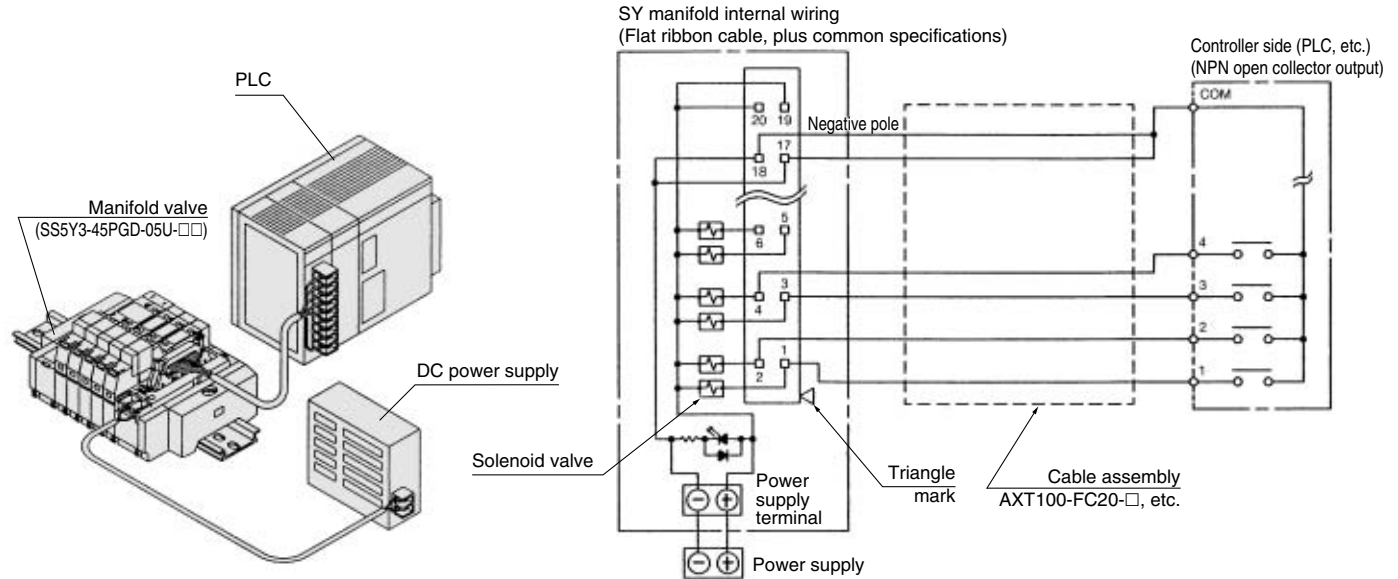 SY manifold internal wiring
(Flat ribbon cable, plus common specifications)
Controller side (PLC, etc.)
(NPN open collector output)
PLC
COM
20 19
Negative pole
17
18
Manifold valve
(SS5Y3-45PGD-05U-□□)
5
6
4
3
4
3
2
1
2
1
DC power supply
Solenoid valve
Triangle
mark
Cable assembly
AXT100-FC20-□, etc.
Power
supply
terminal
− +
− +
Power supply